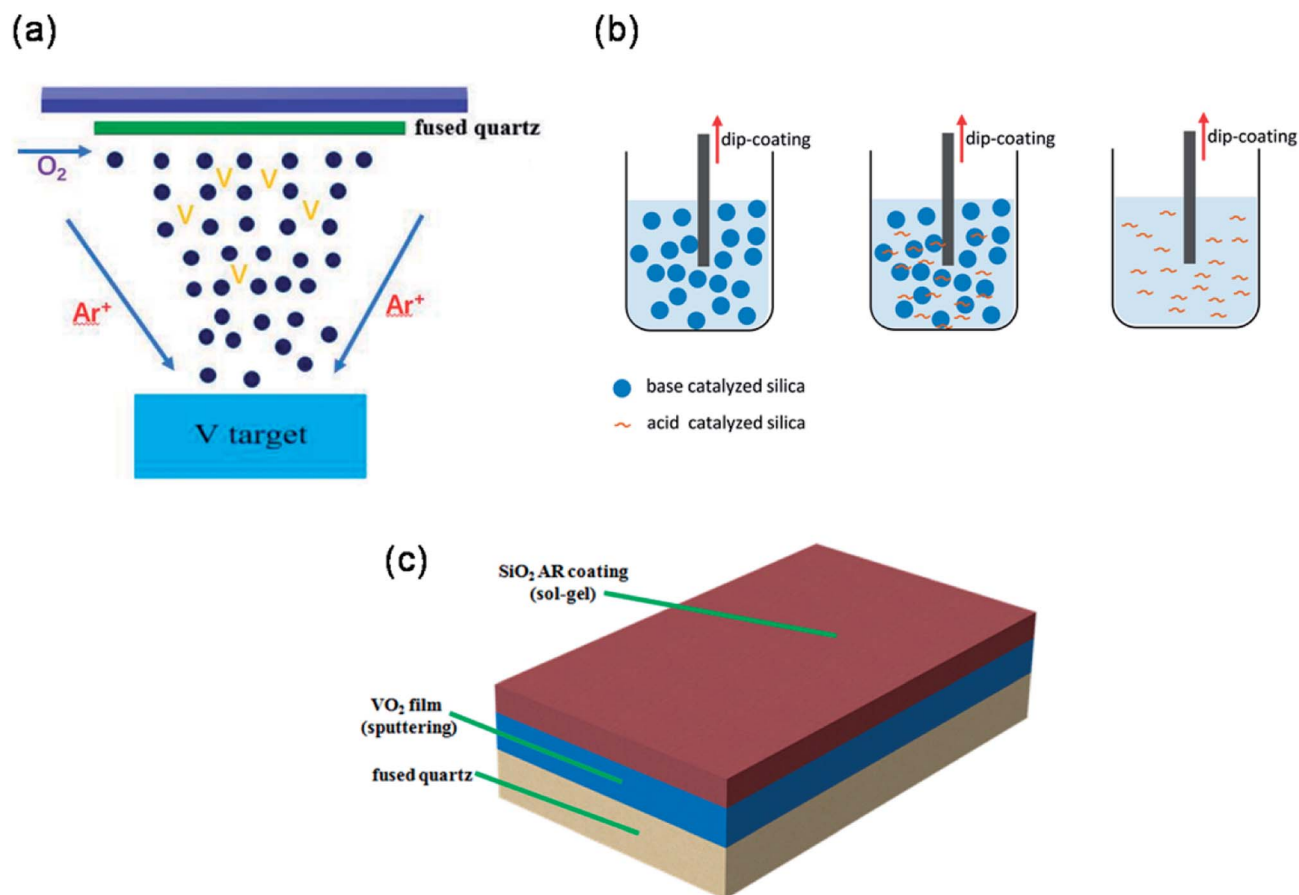 (a)
fused quartz
O₂
V
V
V
V
V
Ar⁺
Ar⁺
V target
(b)
dip-coating
dip-coating
dip-coating
base catalyzed silica
acid catalyzed silica
(c)
SiO₂ AR coating
(sol-gel)
VO₂ film
(sputtering)
fused quartz